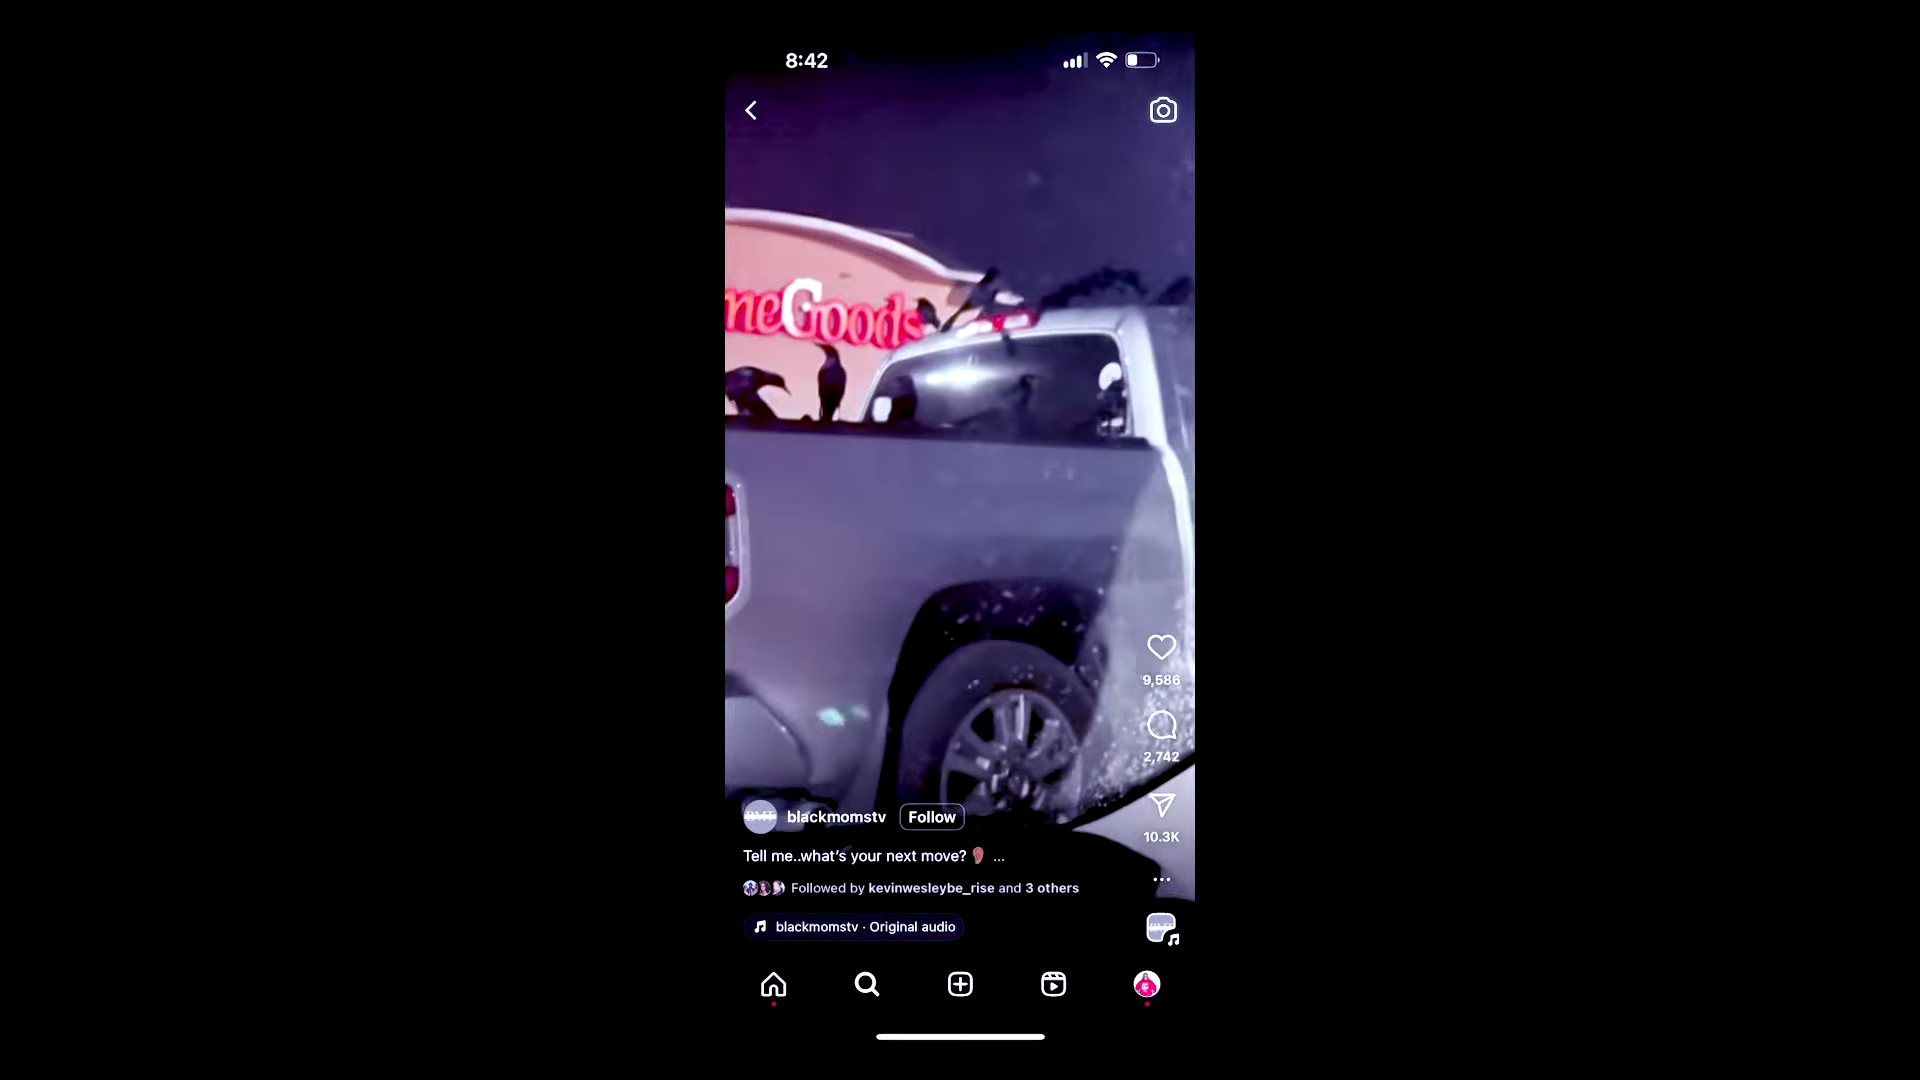 8:42
meGoods
9,586
2,742
10.3K
blackmomstv Follow
Tell me..what's your next move? ...
Followed by kevinwesleybe_rise and 3 others
blackmomstv · Original audio